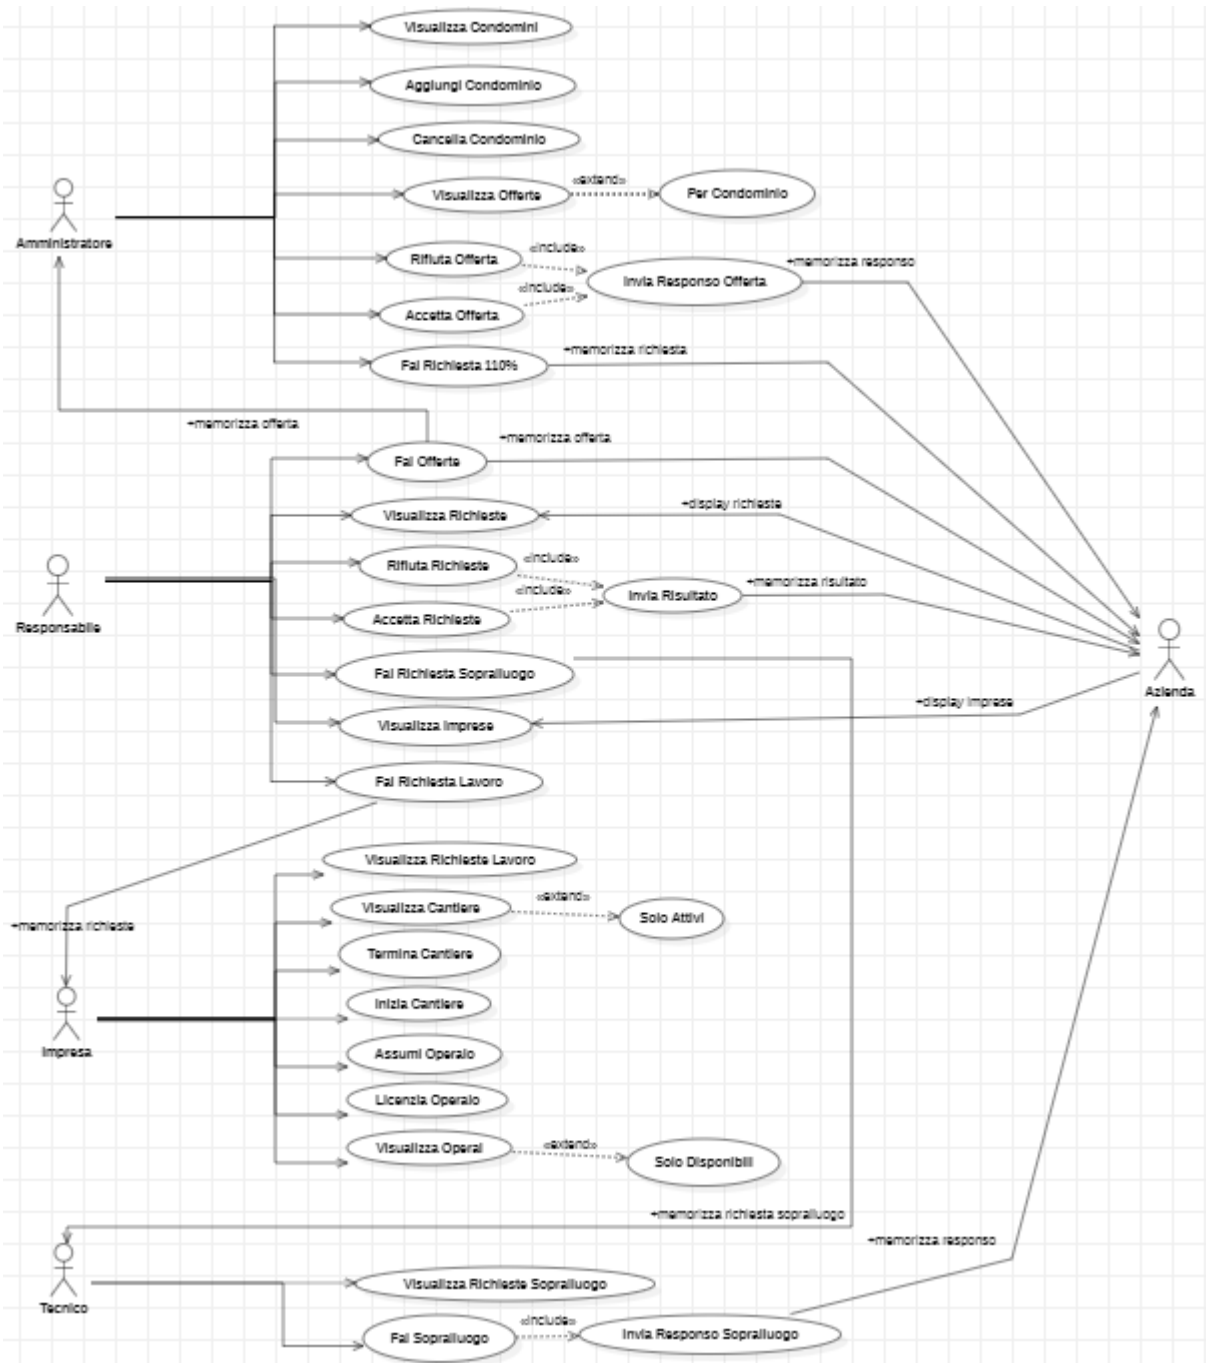 Visualizza Condomini
Aggiungi Condominio
Cancella Condominio
Visualizza Offerte
«extend»
Per Condominio
Amministratore
Rifiuta Offerta
«include»
Invia Responso Offerta
+memorizza responso
«include»
Accetta Offerta
Fai Richiesta 110%
+memorizza richiesta
+memorizza offerta
Fai Offerte
+memorizza offerta
Visualizza Richieste
+display richieste
Rifiuta Richieste
«include»
Invia Risultato
+memorizza risultato
«include»
Accetta Richieste
Responsabile
Fai Richiesta Sopralluogo
Azienda
Visualizza Imprese
+display imprese
Fai Richiesta Lavoro
Visualizza Richieste Lavoro
Visualizza Cantiere
«extend»
Solo Attivi
+memorizza richieste
Termina Cantiere
Inizia Cantiere
Impresa
Assumi Operaio
Licenzia Operaio
Visualizza Operai
«extend»
Solo Disponibili
+memorizza richiesta sopralluogo
+memorizza responso
Tecnico
Visualizza Richieste Sopralluogo
Fai Sopralluogo
«include»
Invia Responso Sopralluogo